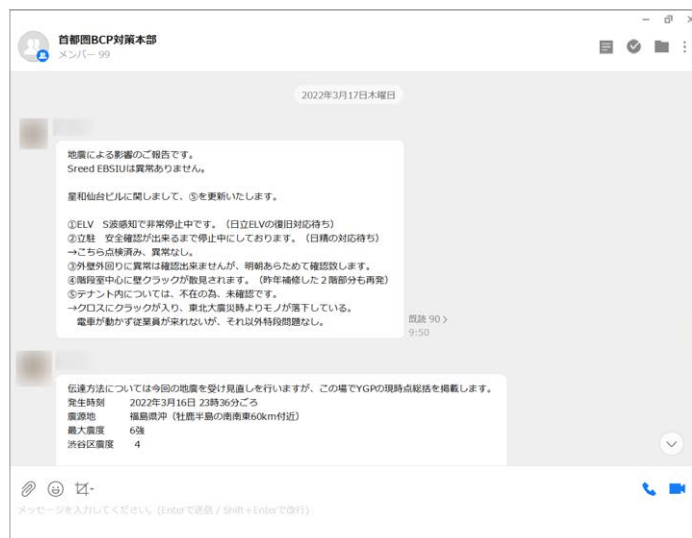 首都圏BCP対策本部
メンバー 99
2022年3月17日木曜日
地震による影響のご報告です。
Sreed EBSIUは異常ありません。
星和仙台ビルに関しまして、⑤を更新いたします。
①ELV　S波感知で非常停止中です。（日立ELVの復旧対応待ち）
②立駐　安全確認が出来るまで停止中にしております。（日精の対応待ち）
→こちら点検済み、異常なし。
③外壁外回りに異常は確認出来ませんが、明朝あらためて確認致します。
④階段室中心に壁クラックが散見されます。（昨年補修した２階部分も再発）
⑤テナント内については、不在の為、未確認です。
→クロスにクラックが入り、東北大震災時よりモノが落下している。
電車が動かず従業員が来れないが、それ以外特段問題なし。
既読 90 >
9:50
伝達方法については今回の地震を受け見直しを行いますが、この場でYGPの現時点総括を掲載します。
発生時刻　2022年3月16日 23時36分ごろ
震源地　福島県沖（牡鹿半島の南南東60km付近）
最大震度　6強
渋谷区震度　4
メッセージを入力してください。(Enterで送信 / Shift＋Enterで改行)